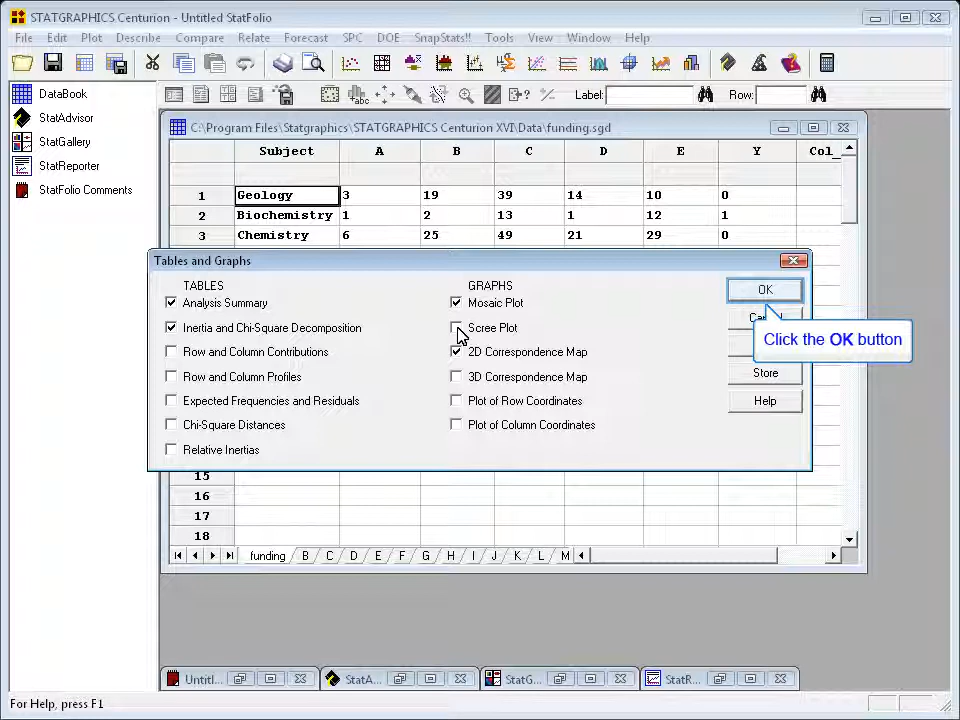 STATGRAPHICS Centurion - Untitled StatFolio
File Edit Plot Describe Compare Relate Forecast SPC DOE SnapStats!! Tools View Window Help
Label: Row:
DataBook
StatAdvisor
StatGallery
StatReporter
StatFolio Comments
C:\Program Files\Statgraphics\STATGRAPHICS Centurion XVI\Data\funding.sgd
Subject A B C D E Y Col_
1 Geology 3 19 39 14 10 0
2 Biochemistry 1 2 13 1 12 1
3 Chemistry 6 25 49 21 29 0
Tables and Graphs
TABLES
Analysis Summary
Inertia and Chi-Square Decomposition
Row and Column Contributions
Row and Column Profiles
Expected Frequencies and Residuals
Chi-Square Distances
Relative Inertias
GRAPHS
Mosaic Plot
Scree Plot
2D Correspondence Map
3D Correspondence Map
Plot of Row Coordinates
Plot of Column Coordinates
OK
Click the OK button
Store
Help
15
16
17
18
funding B C D E F G H I J K L M
Untitl... StatA... StatG... StatR...
For Help, press F1